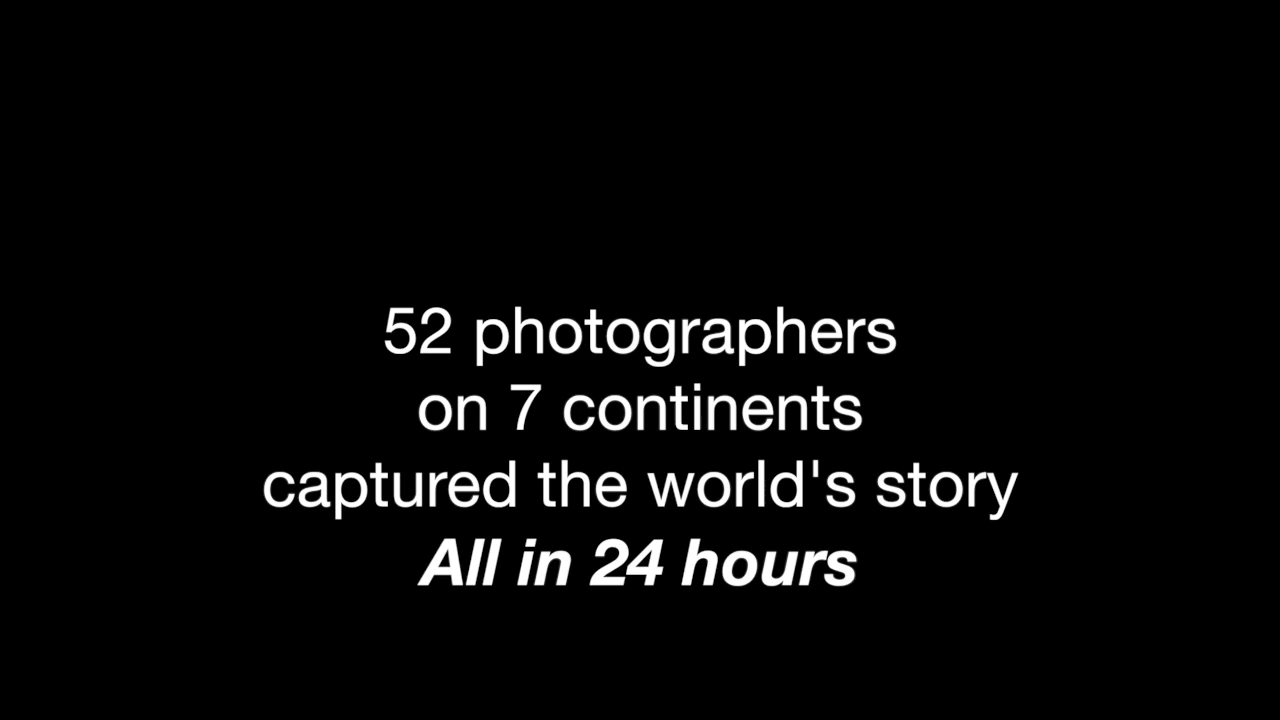 52 photographers
on 7 continents
captured the world's story
All in 24 hours